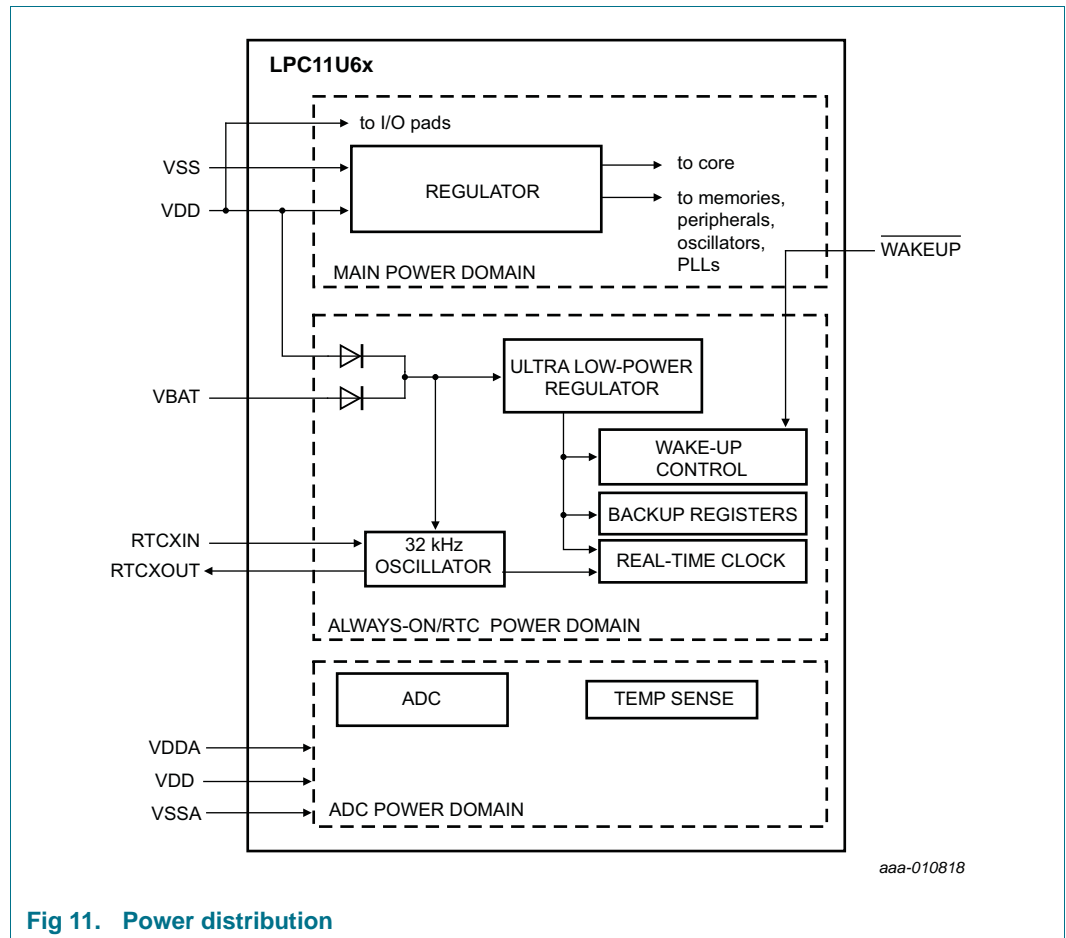 LPC11U6x
to I/O pads
VSS
VDD
REGULATOR
to core
to memories,
peripherals,
oscillators,
PLLs
WAKEUP
MAIN POWER DOMAIN
VBAT
ULTRA LOW-POWER
REGULATOR
WAKE-UP
CONTROL
BACKUP REGISTERS
REAL-TIME CLOCK
RTCXIN
RTCXOUT
32 kHz
OSCILLATOR
ALWAYS-ON/RTC POWER DOMAIN
ADC
TEMP SENSE
VDDA
VDD
VSSA
ADC POWER DOMAIN
aaa-010818
Fig 11. Power distribution